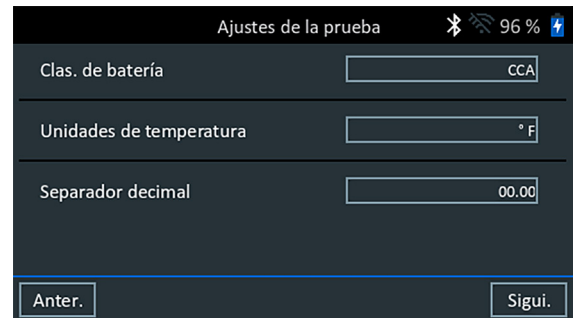 Ajustes de la prueba 96 %
Clas. de batería CCA
Unidades de temperatura ° F
Separador decimal 00.00
Anter. Sigui.